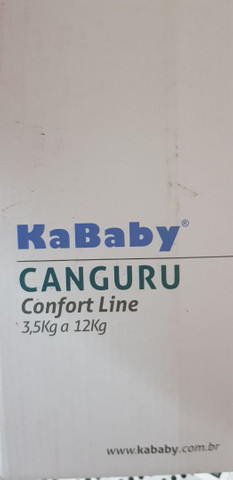 KaBaby®
CANGURU
Confort Line
3,5Kg a 12Kg
www.kababy.com.br